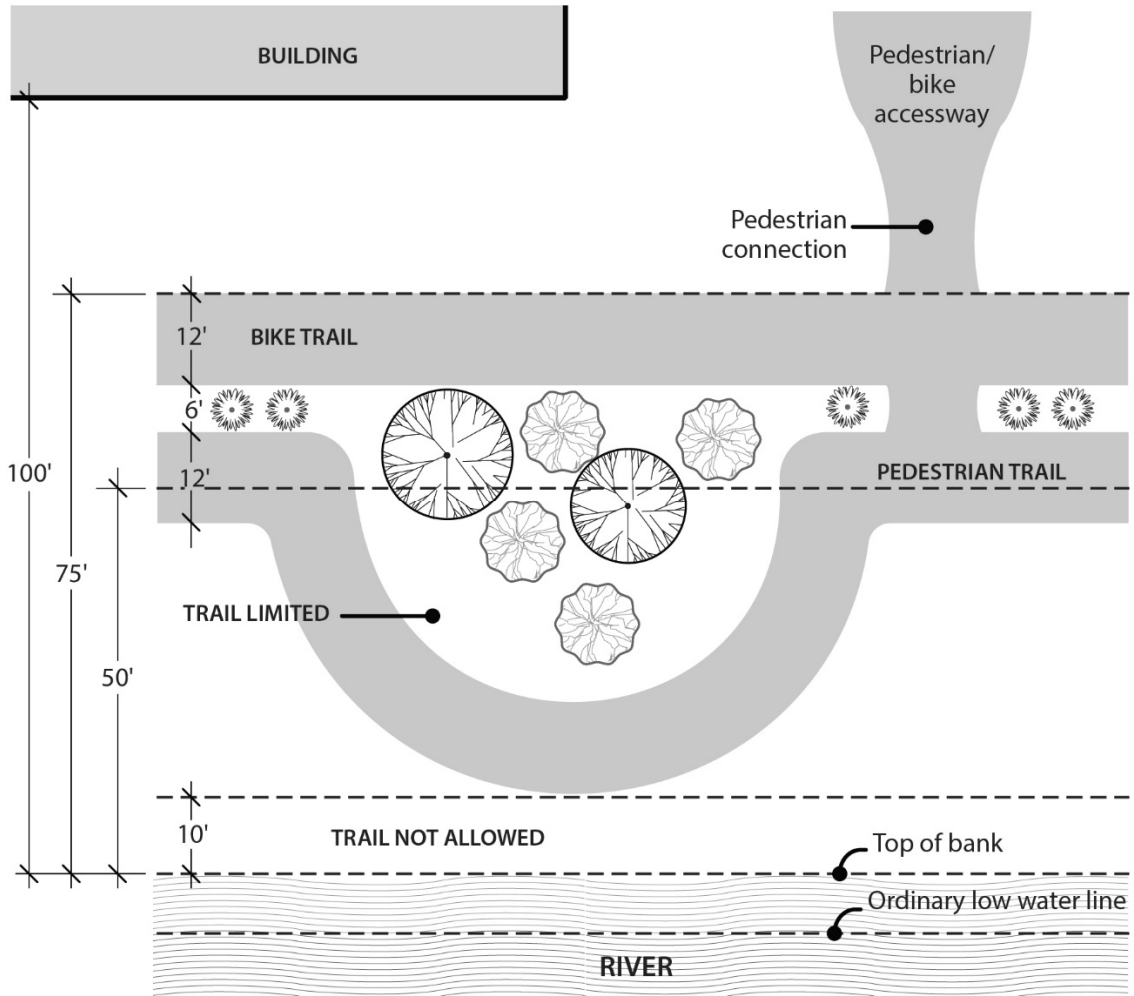 BUILDING
Pedestrian/
bike
accessway
Pedestrian
connection
12'
BIKE TRAIL
6'
100'
12'
PEDESTRIAN TRAIL
75'
TRAIL LIMITED
50'
10'
TRAIL NOT ALLOWED
Top of bank
Ordinary low water line
RIVER